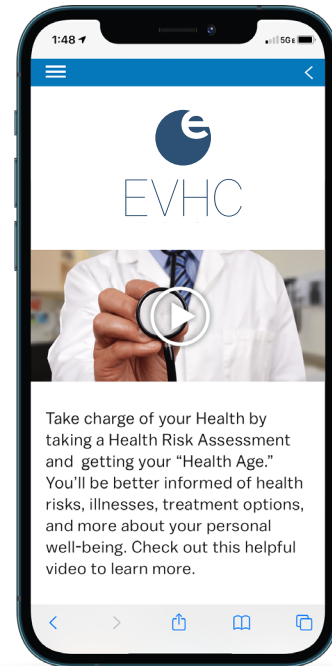 1:48
5GE
e
EVHC
Take charge of your Health by
taking a Health Risk Assessment
and getting your “Health Age.”
You’ll be better informed of health
risks, illnesses, treatment options,
and more about your personal
well-being. Check out this helpful
video to learn more.